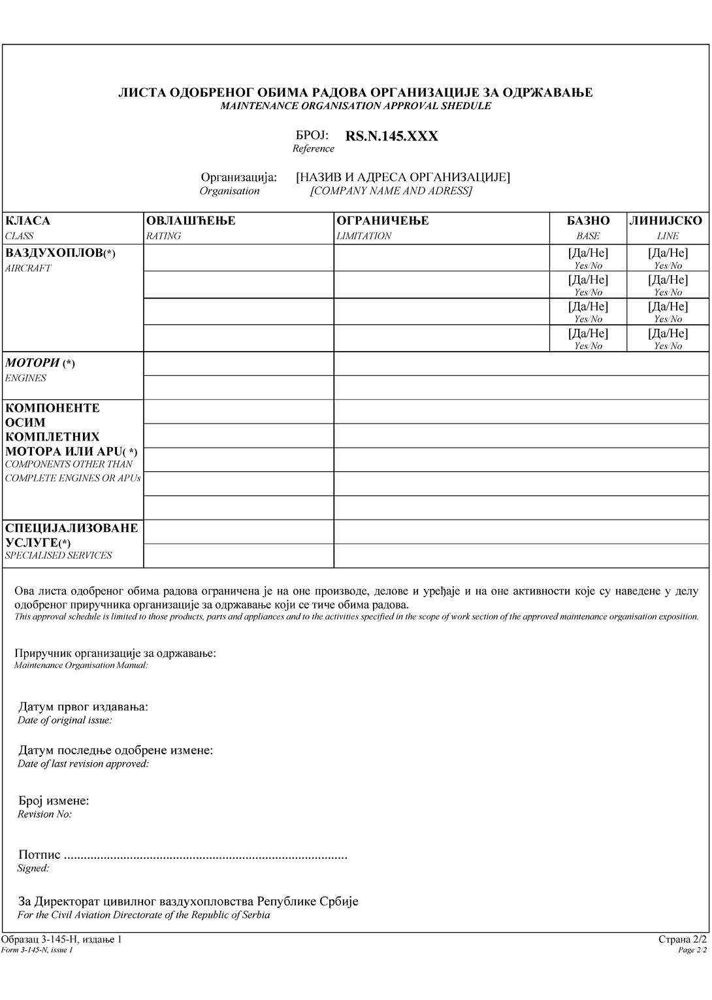 ЛИСТА ОДОБРЕНОГ ОБИМА РАДОВА ОРГАНИЗАЦИЈЕ ЗА ОДРЖАВАЊЕ
MAINTENANCE ORGANISATION APPROVAL SHEDULE
БРОЈ: RS.N.145.XXX
Reference
Организација: [НАЗИВ И АДРЕСА ОРГАНИЗАЦИЈЕ]
Organisation [COMPANY NAME AND ADRESS]
КЛАСА ОВЛАШЋЕЊЕ ОГРАНИЧЕЊЕ БАЗНО ЛИНИЈСКО
CLASS RATING LIMITATION BASE LINE
ВАЗДУХОПЛОВ(*) [Да/Не] [Да/Не]
AIRCRAFT Yes/No Yes/No
[Да/Не] [Да/Не]
Yes/No Yes/No
[Да/Не] [Да/Не]
Yes/No Yes/No
[Да/Не] [Да/Не]
Yes/No Yes/No
МОТОРИ (*)
ENGINES
КОМПОНЕНТЕ
ОСИМ
КОМПЛЕТНИХ
МОТОРА ИЛИ APU( *)
COMPONENTS OTHER THAN
COMPLETE ENGINES OR APUs
СПЕЦИЈАЛИЗОВАНЕ
УСЛУГЕ(*)
SPECIALISED SERVICES
Ова листа одобреног обима радова ограничена је на оне производе, делове и уређаје и на оне активности које су наведене у делу
одобреног приручника организације за одржавање који се тиче обима радова.
This approval schedule is limited to those products, parts and appliances and to the activities specified in the scope of work section of the approved maintenance organisation exposition.
Приручник организације за одржавање:
Maintenance Organisation Manual:
Датум првог издавања:
Date of original issue:
Датум последње одобрене измене:
Date of last revision approved:
Број измене:
Revision No:
Потпис ......................................................................................
Signed:
За Директорат цивилног ваздухопловства Републике Србије
For the Civil Aviation Directorate of the Republic of Serbia
Образац 3-145-Н, издање 1 Страна 2/2
Form 3-145-N, issue 1 Page 2/2